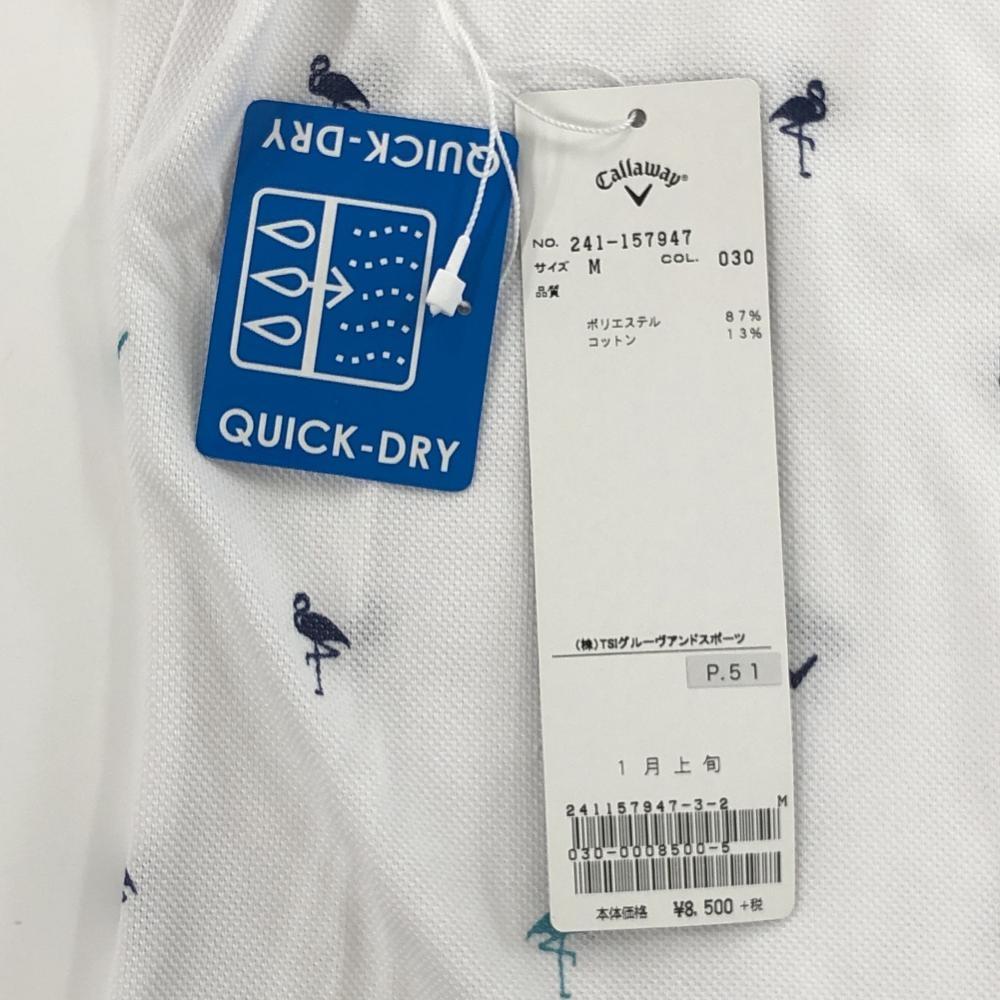 QUICK-DRY
QUICK-DRY
Callaway®
NO. 241-157947
サイズ M COL. 030
品質
ポリエステル 87%
コットン 13%
(株)TSIグルーヴアンドスポーツ
P.51
1月上旬
241157947-3-2 M
030-0008500-5
本体価格 ¥8,500 +税